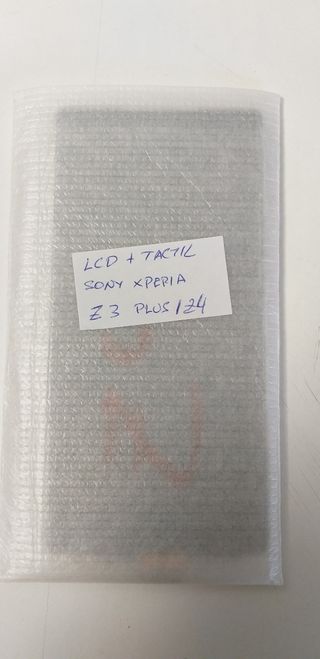 LCD + TACTIL
SONY XPERIA
Z3 PLUS/Z4